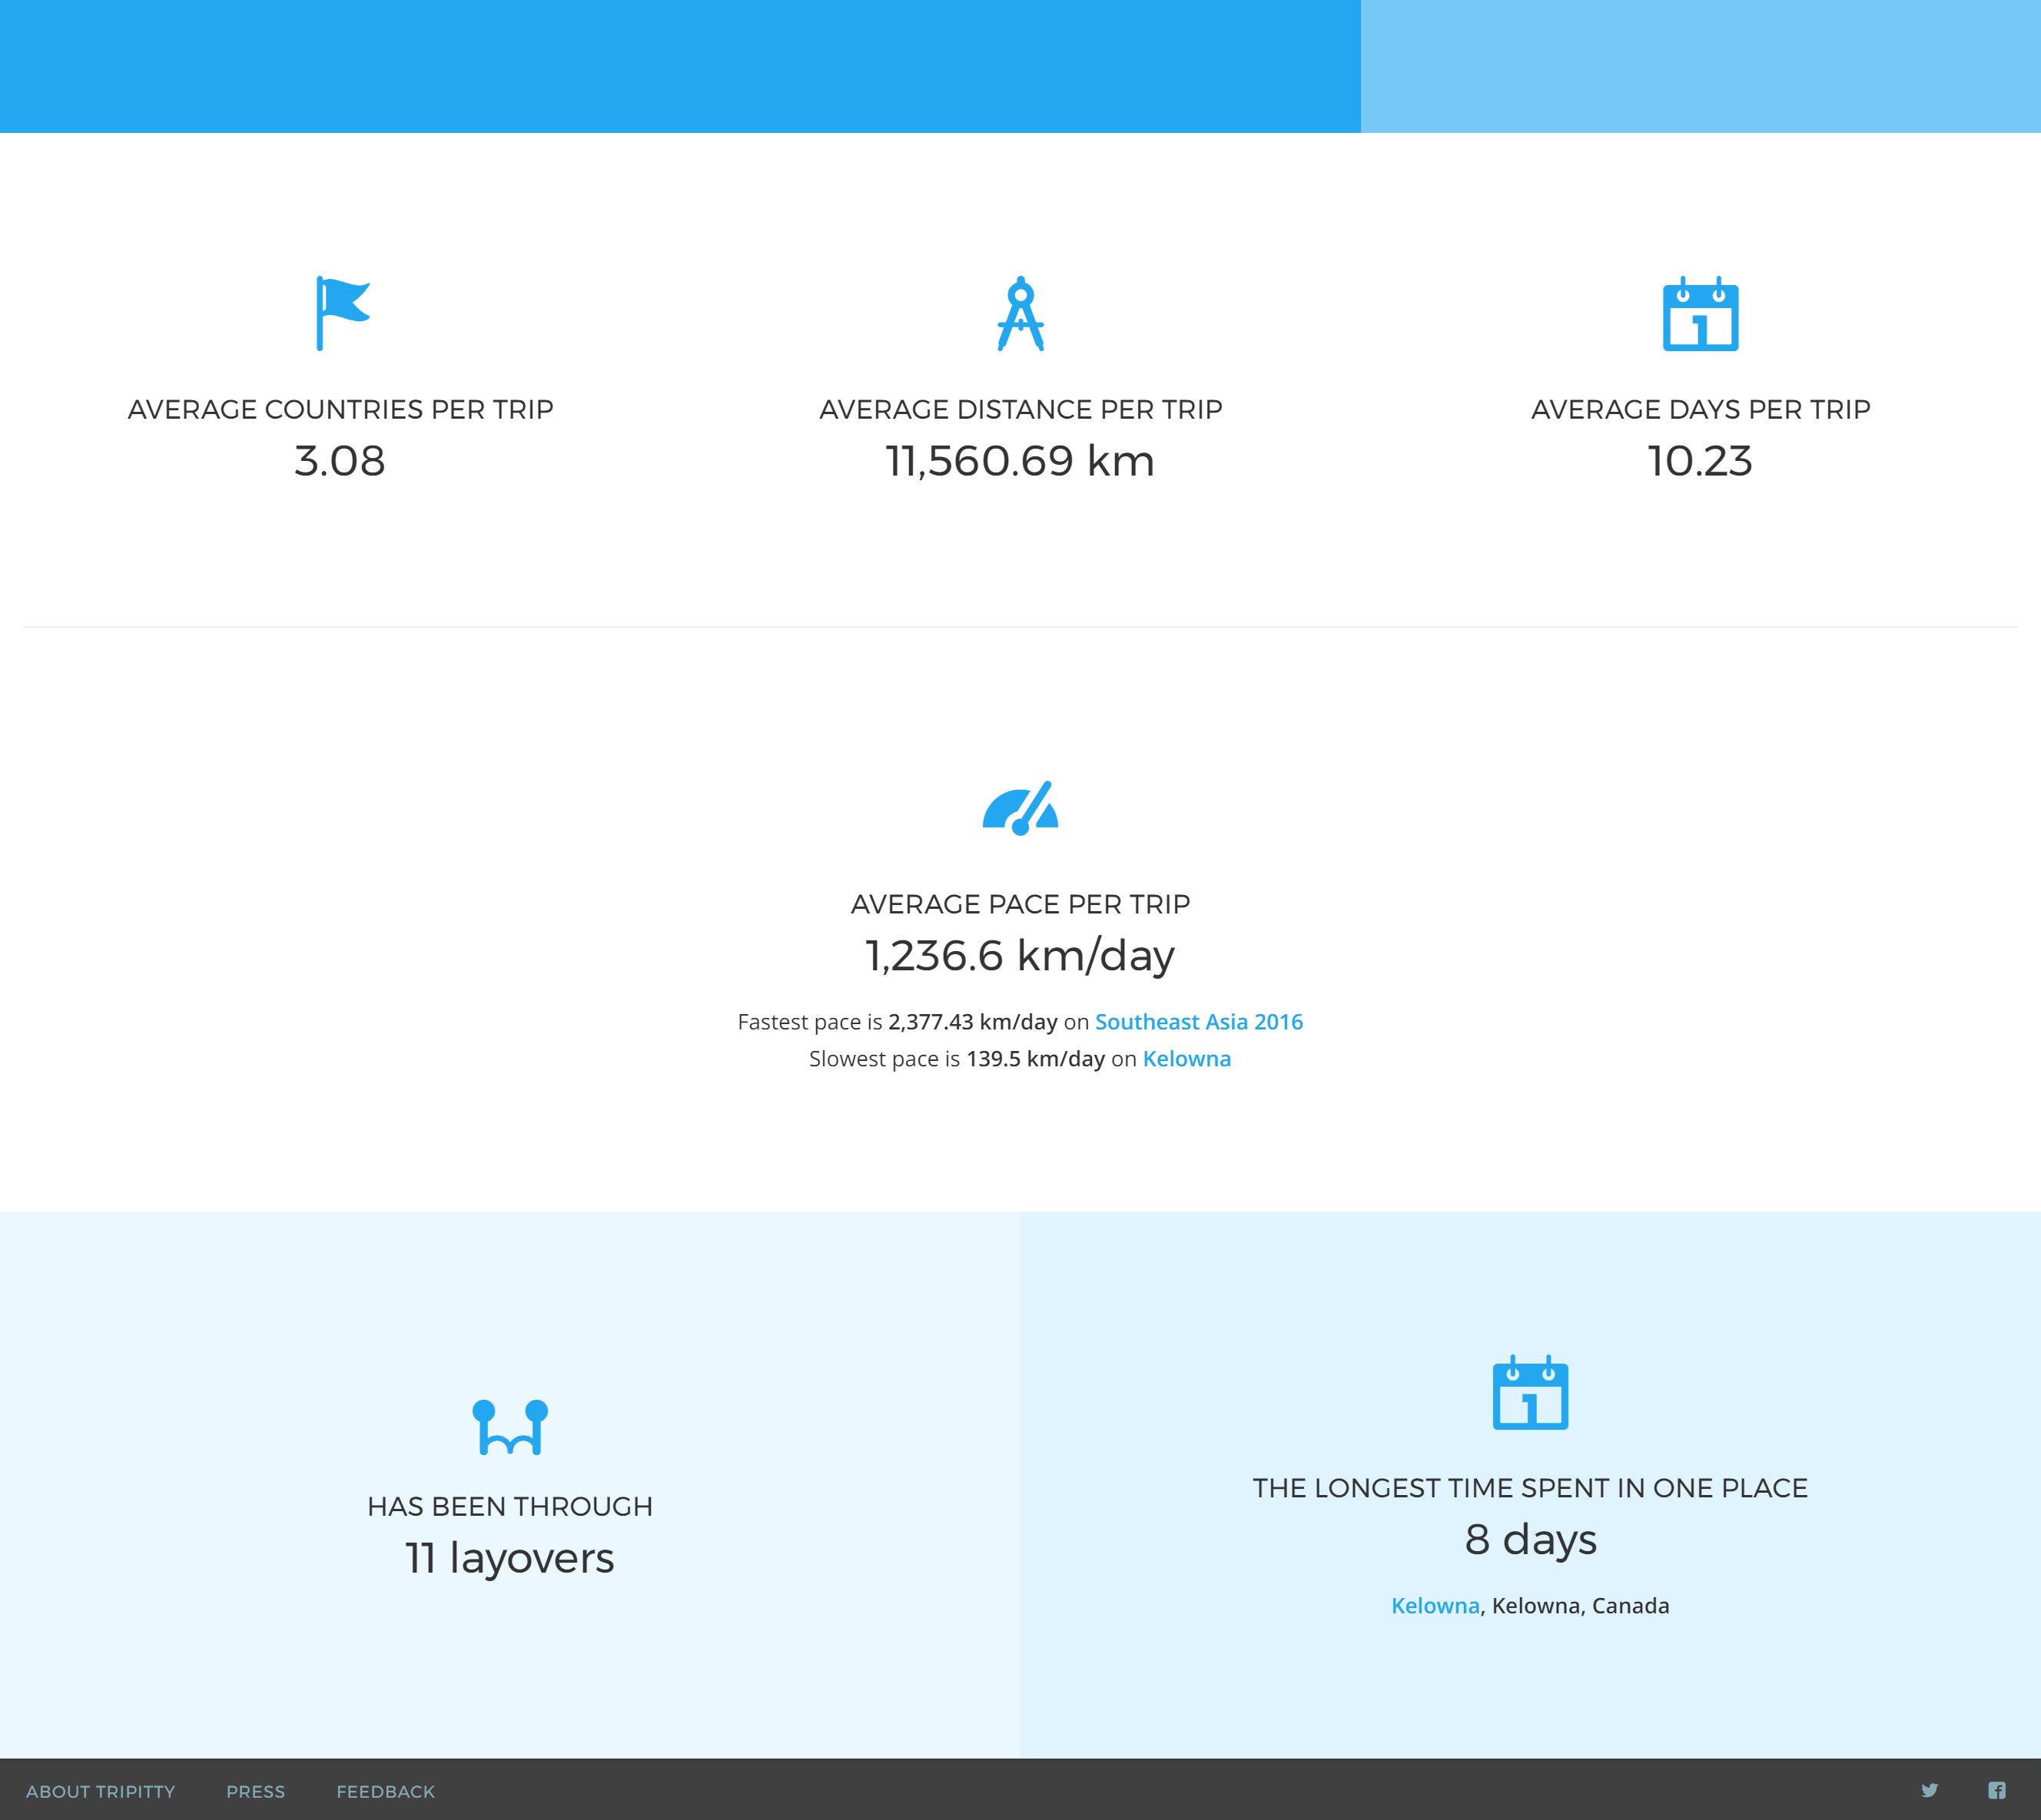 AVERAGE COUNTRIES PER TRIP
3.08
AVERAGE DISTANCE PER TRIP
11,560.69 km
AVERAGE DAYS PER TRIP
10.23
AVERAGE PACE PER TRIP
1,236.6 km/day
Fastest pace is 2,377.43 km/day on Southeast Asia 2016
Slowest pace is 139.5 km/day on Kelowna
HAS BEEN THROUGH
11 layovers
THE LONGEST TIME SPENT IN ONE PLACE
8 days
Kelowna, Kelowna, Canada
ABOUT TRIPITTY
PRESS
FEEDBACK